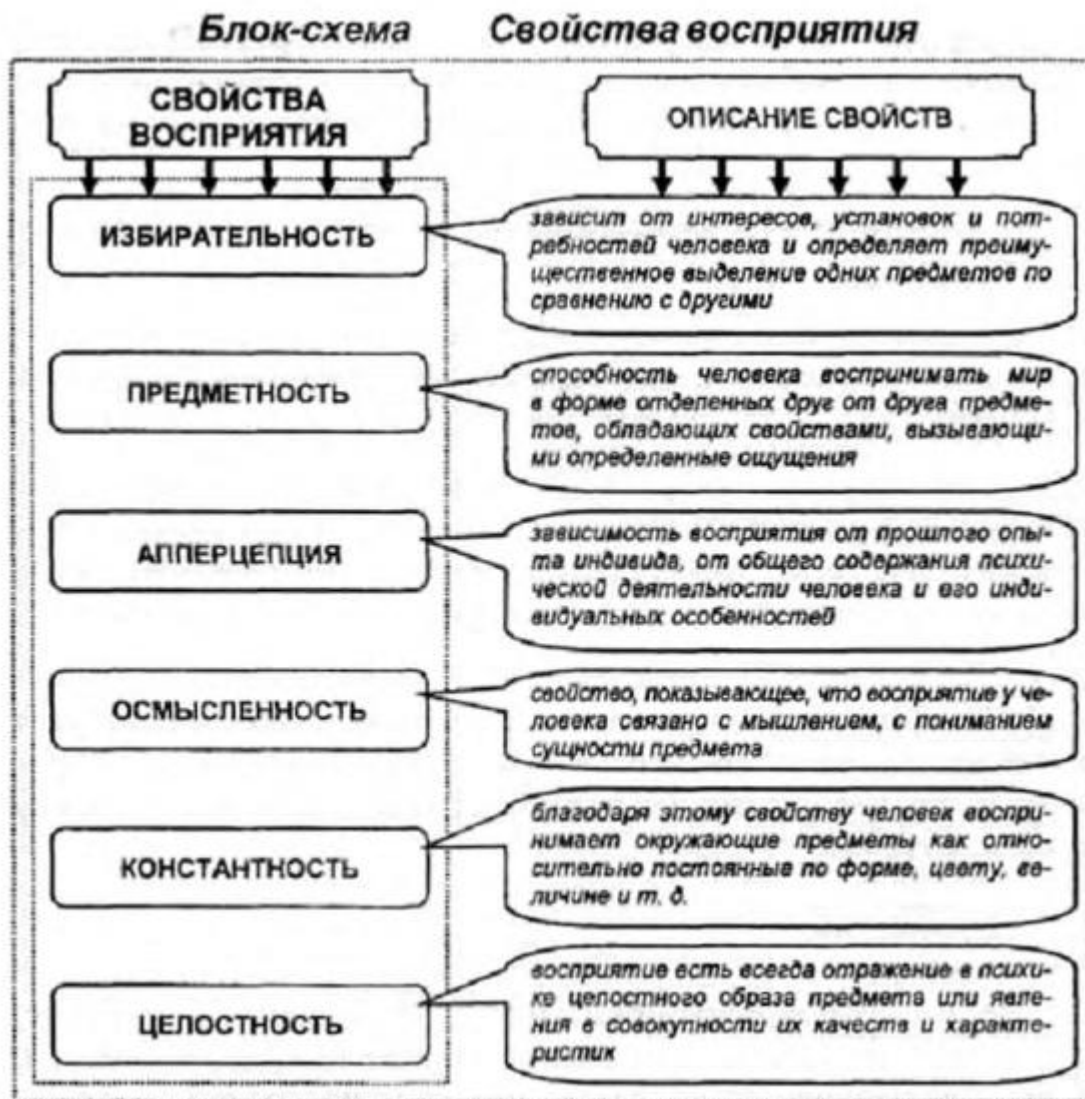 Блок-схема Свойства восприятия
СВОЙСТВА
ВОСПРИЯТИЯ
ОПИСАНИЕ СВОЙСТВ
ИЗБИРАТЕЛЬНОСТЬ
зависит от интересов, установок и пот-
ребностей человека и определяет преиму-
щественное выделение одних предметов по
сравнению с другими
ПРЕДМЕТНОСТЬ
способность человека воспринимать мир
в форме отделенных друг от друга предме-
тов, обладающих свойствами, вызывающи-
ми определенные ощущения
АППЕРЦЕПЦИЯ
зависимость восприятия от прошлого опы-
та индивида, от общего содержания психи-
ческой деятельности человека и его инди-
видуальных особенностей
ОСМЫСЛЕННОСТЬ
свойство, показывающее, что восприятие у че-
ловека связано с мышлением, с пониманием
сущности предмета
КОНСТАНТНОСТЬ
благодаря этому свойству человек воспри-
нимает окружающие предметы как отно-
сительно постоянные по форме, цвету, ве-
личине и т. д.
ЦЕЛОСТНОСТЬ
восприятие есть всегда отражение в психи-
ке целостного образа предмета или явле-
ния в совокупности их качеств и характе-
ристик